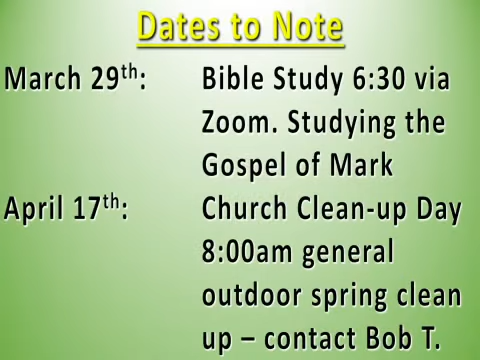 Dates to Note
March 29th: Bible Study 6:30 via
Zoom. Studying the
Gospel of Mark
April 17th: Church Clean-up Day
8:00am general
outdoor spring clean
up – contact Bob T.